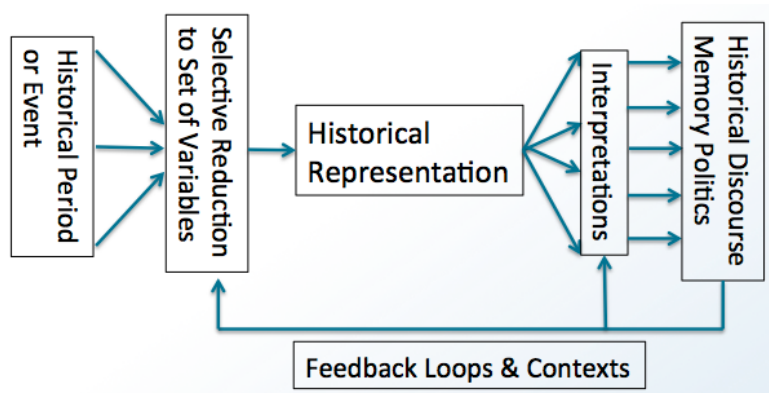 Historical Period
or Event
Selective Reduction
to Set of Variables
Historical
Representation
Interpretations
Historical Discourse
Memory Politics
Feedback Loops & Contexts